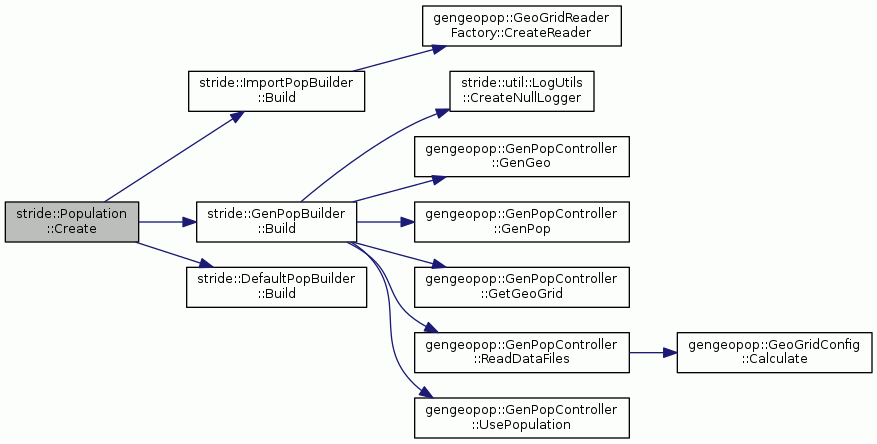 gengeopop::GeoGridReader
Factory::CreateReader
stride::ImportPopBuilder
::Build
stride::util::LogUtils
::CreateNullLogger
gengeopop::GenPopController
::GenGeo
stride::Population
::Create
stride::GenPopBuilder
::Build
gengeopop::GenPopController
::GenPop
stride::DefaultPopBuilder
::Build
gengeopop::GenPopController
::GetGeoGrid
gengeopop::GenPopController
::ReadDataFiles
gengeopop::GeoGridConfig
::Calculate
gengeopop::GenPopController
::UsePopulation